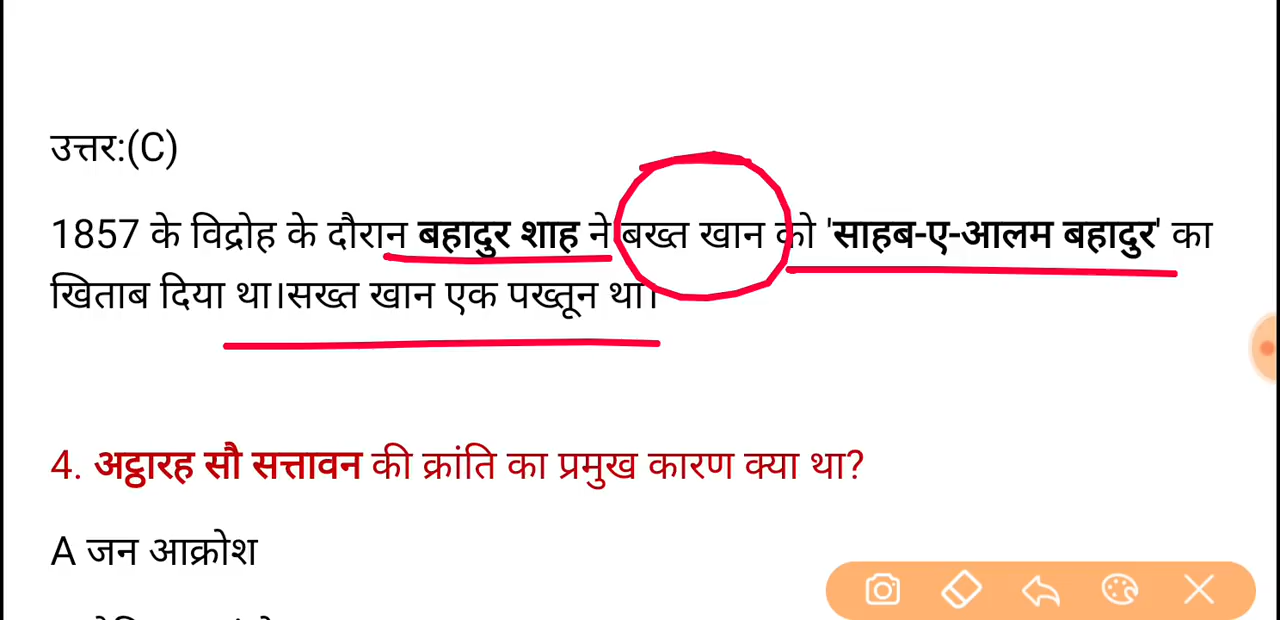 उत्तर:(C)
1857 के विद्रोह के दौरान बहादुर शाह ने बख्त खान को 'साहब-ए-आलम बहादुर' का
खिताब दिया था।सख्त खान एक पख्तून था।
4. अट्ठारह सौ सत्तावन की क्रांति का प्रमुख कारण क्या था?
A जन आक्रोश